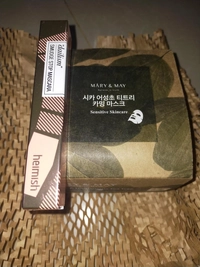 dailism
SMUDGE STOP MASCARA
heimish
MARY & MAY
시카 어성초 티트리
카밍 마스크
Sensitive Skincare